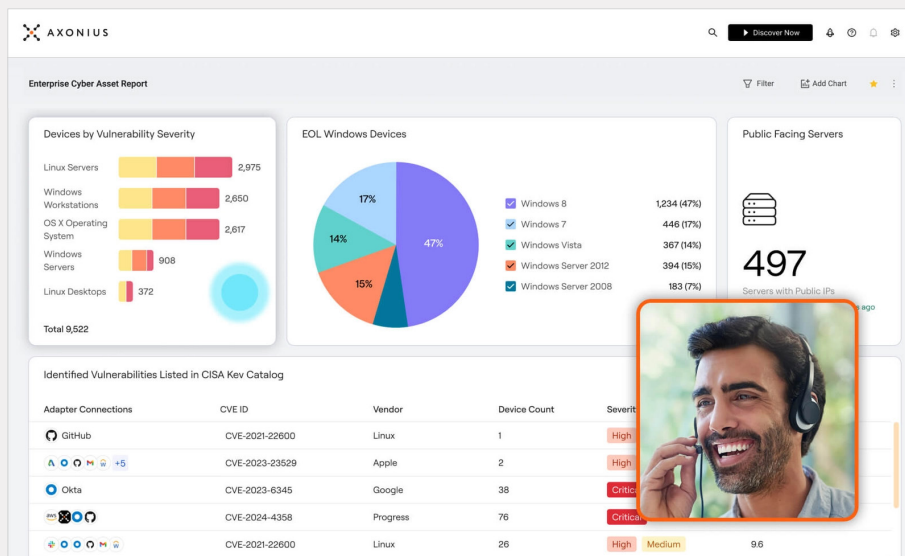 AXONIUS
Discover Now
Enterprise Cyber Asset Report
Filter
Add Chart
Devices by Vulnerability Severity
Linux Servers
2,975
Windows
Workstations
2,650
OS X Operating
System
2,617
Windows
Servers
908
Linux Desktops
372
Total 9,522
EOL Windows Devices
17%
14%
47%
15%
Windows 8 1,234 (47%)
Windows 7 446 (17%)
Windows Vista 367 (14%)
Windows Server 2012 394 (15%)
Windows Server 2008 183 (7%)
Public Facing Servers
497
Servers with Public IPs
ago
Identified Vulnerabilities Listed in CISA Kev Catalog
Adapter Connections CVE ID Vendor Device Count
GitHub CVE-2021-22600 Linux 1 High
+5 CVE-2023-23529 Apple 2 High
Okta CVE-2023-6345 Google 38
aws CVE-2024-4358 Progress 76
CVE-2021-22600 Linux 26 High Medium 9.6